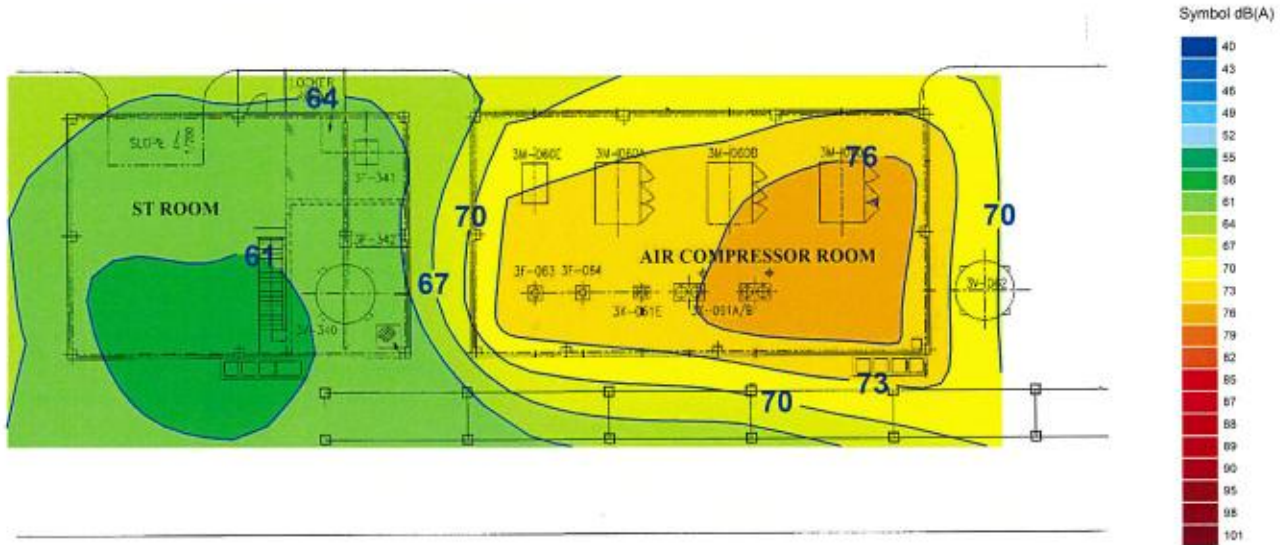 Symbol dB(A)
40
43
46
49
52
55
58
61
64
67
70
73
76
79
82
85
87
88
89
90
95
98
101
LOCKER
64
SLOPE
3F-341
ST ROOM
3F-342
61
67
3V-340
70
3M-060C
3M-060A
3M-060B
76
AIR COMPRESSOR ROOM
3F-063
3F-064
3X-061E
3X-061A/B
70
3V-062
73
70